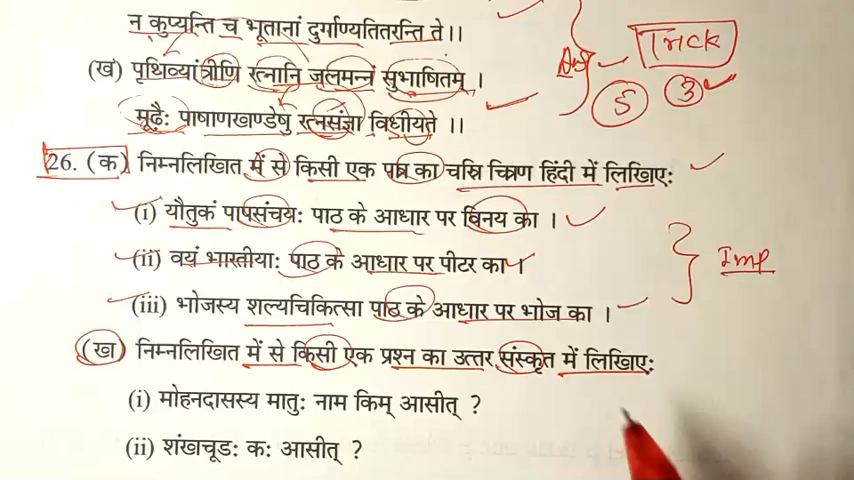 न कुप्यन्ति च भूतानां दुर्गाण्यतितरन्ति ते।।
(ख) पृथिव्यां त्रीणि रत्नानि जलमन्नं सुभाषितम् ।
मूढैः पाषाणखण्डेषु रत्नसंज्ञा विधीयते ।।
Trick
26. (क) निम्नलिखित में से किसी एक पात्र का चरित्र चित्रण हिंदी में लिखिए:
(i) यौतुकं पापसंचयः पाठ के आधार पर विनय का ।
(ii) वयं भारतीयाः पाठ के आधार पर पीटर का ।
Imp
(iii) भोजस्य शल्यचिकित्सा पाठ के आधार पर भोज का ।
(ख) निम्नलिखित में से किसी एक प्रश्न का उत्तर संस्कृत में लिखिए:
(i) मोहनदासस्य मातुः नाम किम् आसीत् ?
(ii) शंखचूडः कः आसीत् ?